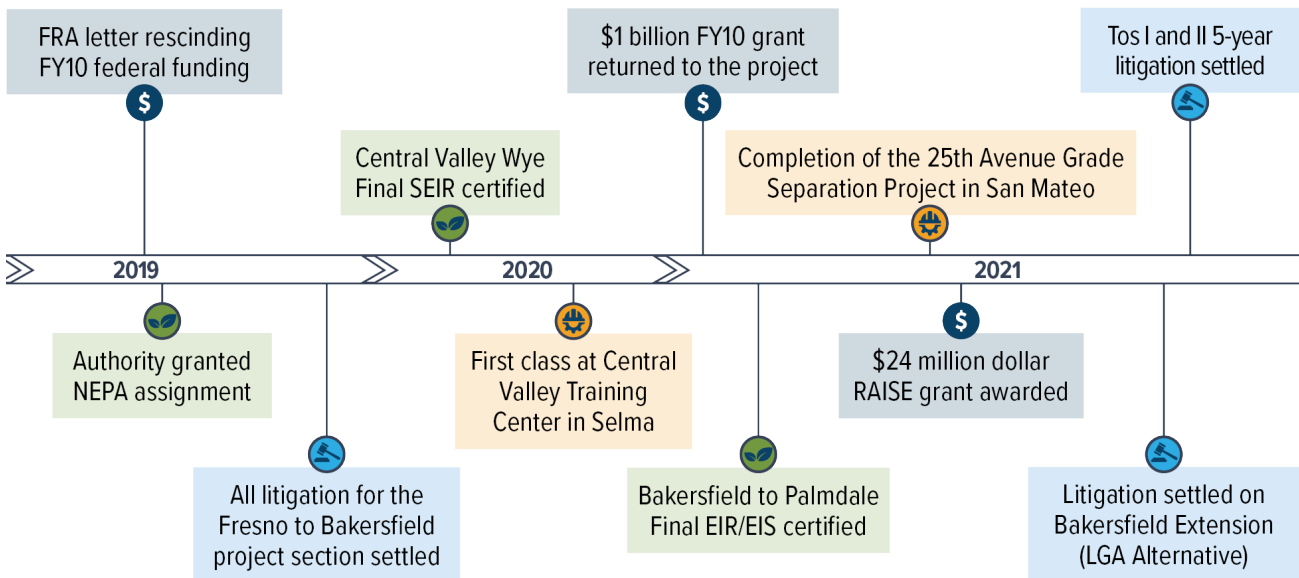 FRA letter rescinding
FY10 federal funding
$
$1 billion FY10 grant
returned to the project
$
Tos I and II 5-year
litigation settled
Central Valley Wye
Final SEIR certified
Completion of the 25th Avenue Grade
Separation Project in San Mateo
2019
2020
2021
Authority granted
NEPA assignment
First class at Central
Valley Training
Center in Selma
$
$24 million dollar
RAISE grant awarded
All litigation for the
Fresno to Bakersfield
project section settled
Bakersfield to Palmdale
Final EIR/EIS certified
Litigation settled on
Bakersfield Extension
(LGA Alternative)